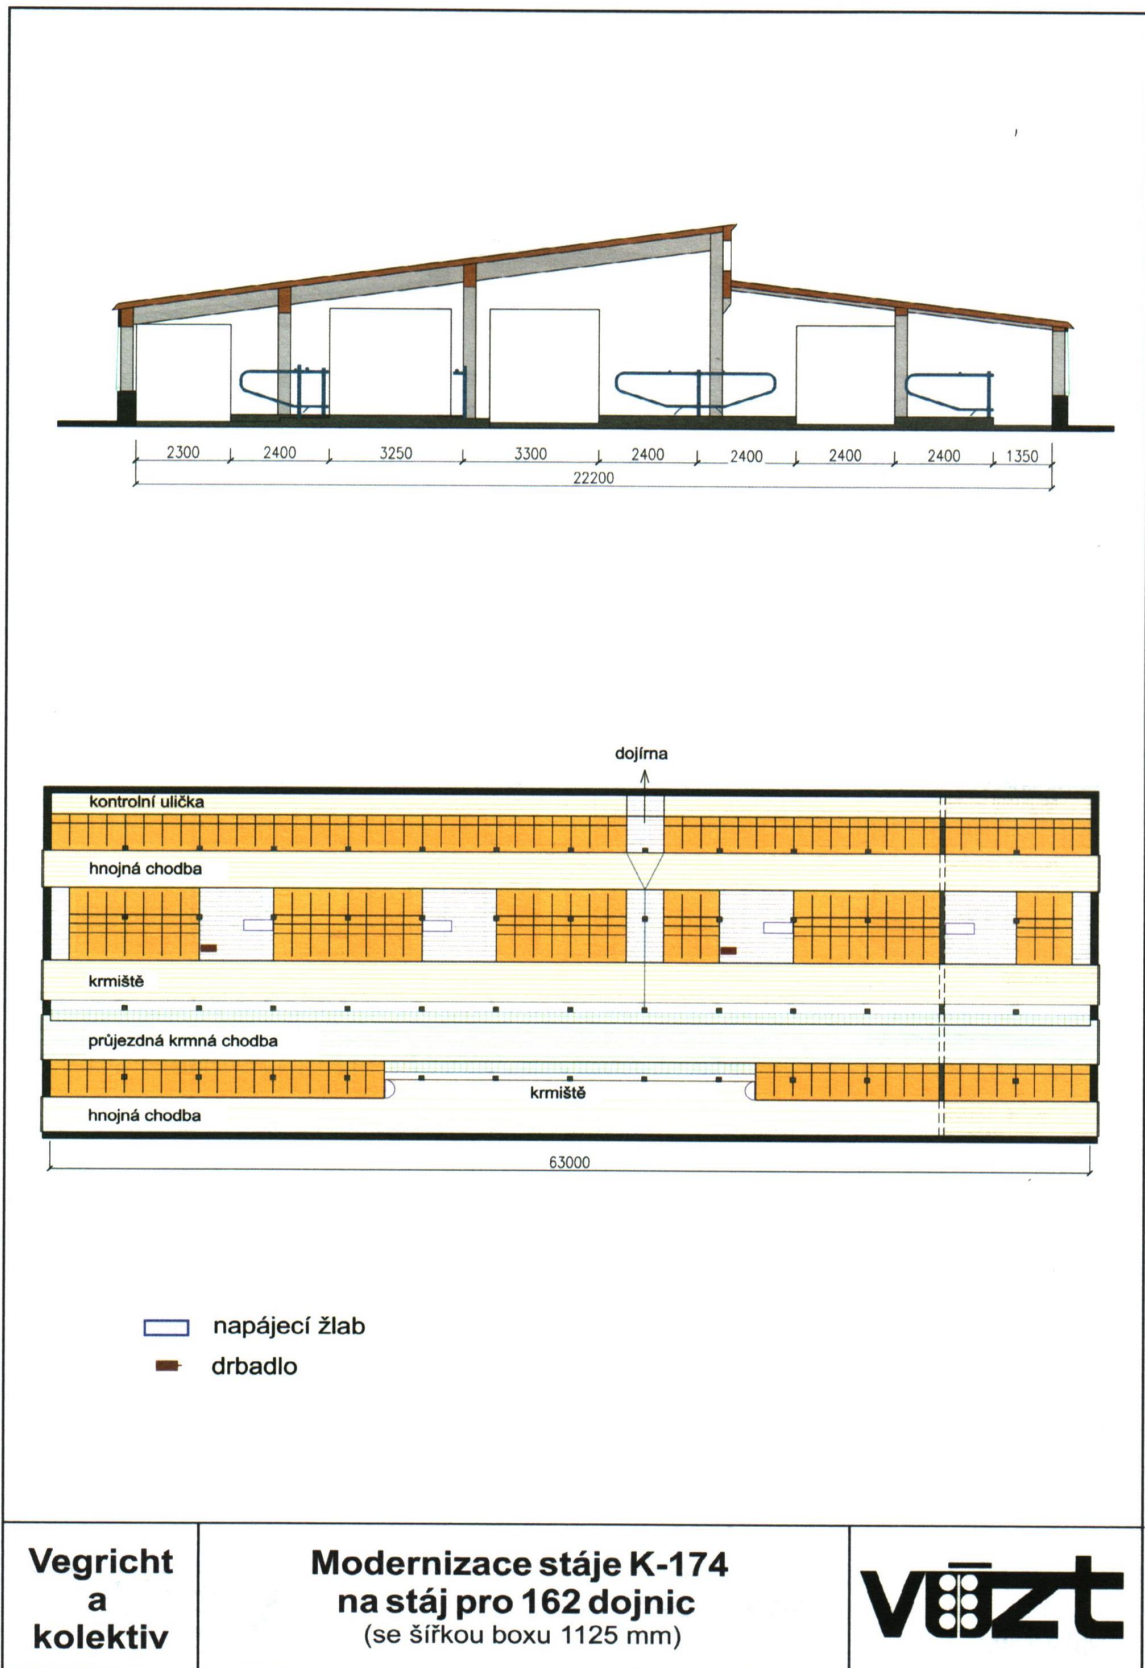 2300 2400 3250 3300 2400 2400 2400 2400 1350
22200
dojírna
kontrolní ulička
hnojná chodba
krmiště
průjezdná krmná chodba
krmiště
hnojná chodba
63000
napájecí žlab
drbadlo
Vegricht
a
kolektiv
Modernizace stáje K-174
na stáj pro 162 dojnic
(se šířkou boxu 1125 mm)
vúzt